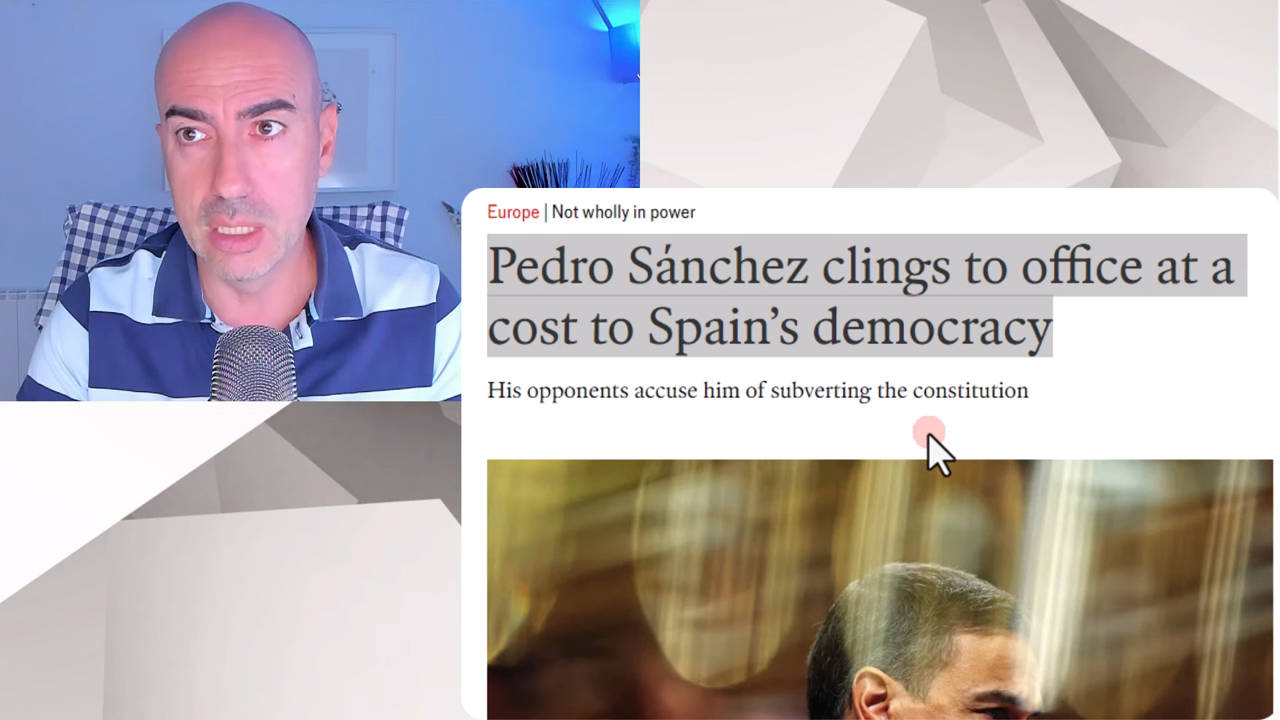 Europe | Not wholly in power
Pedro Sánchez clings to office at a
cost to Spain’s democracy
His opponents accuse him of subverting the constitution